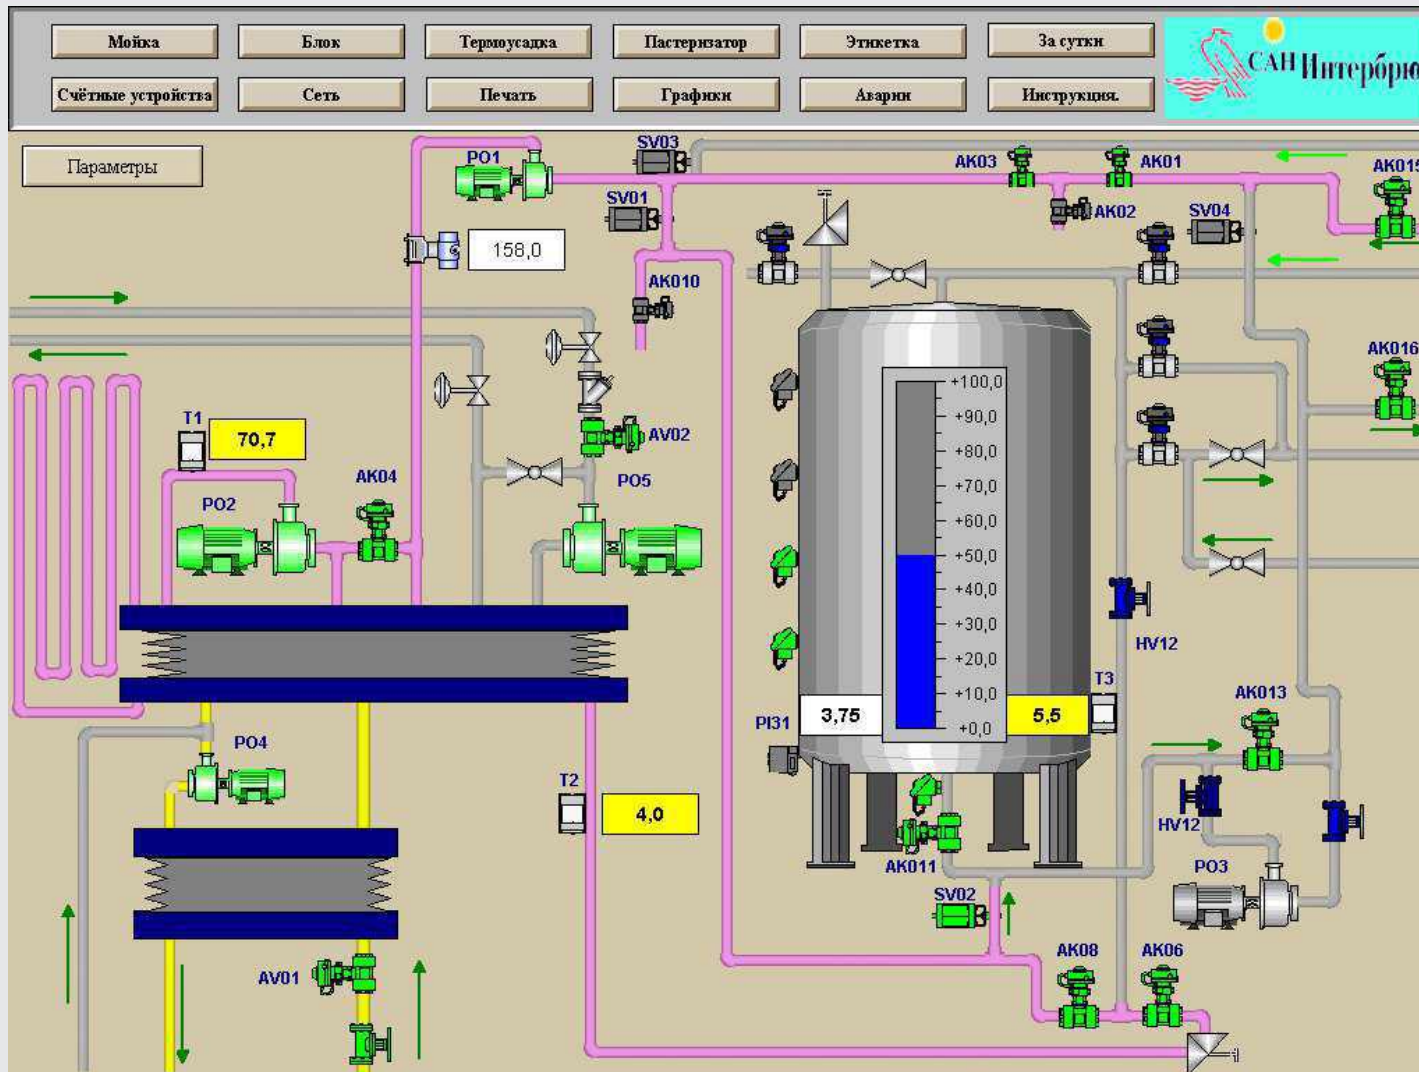 Мойка
Блок
Термоусадка
Пастеризатор
Этикетка
За сутки
САН Интербрю
Счётные устройства
Сеть
Печать
Графики
Аварии
Инструкция.
Параметры
PO1
SV03
AK03
AK01
AK015
SV01
AK02
SV04
158,0
AK010
AK016
T1
70,7
AV02
AK04
PO2
PO5
+100,0
+90,0
+80,0
+70,0
+60,0
+50,0
+40,0
+30,0
+20,0
+10,0
+0,0
HV12
T3
AK013
PI31
3,75
5,5
PO4
T2
4,0
HV12
AK011
PO3
SV02
AV01
AK08
AK06